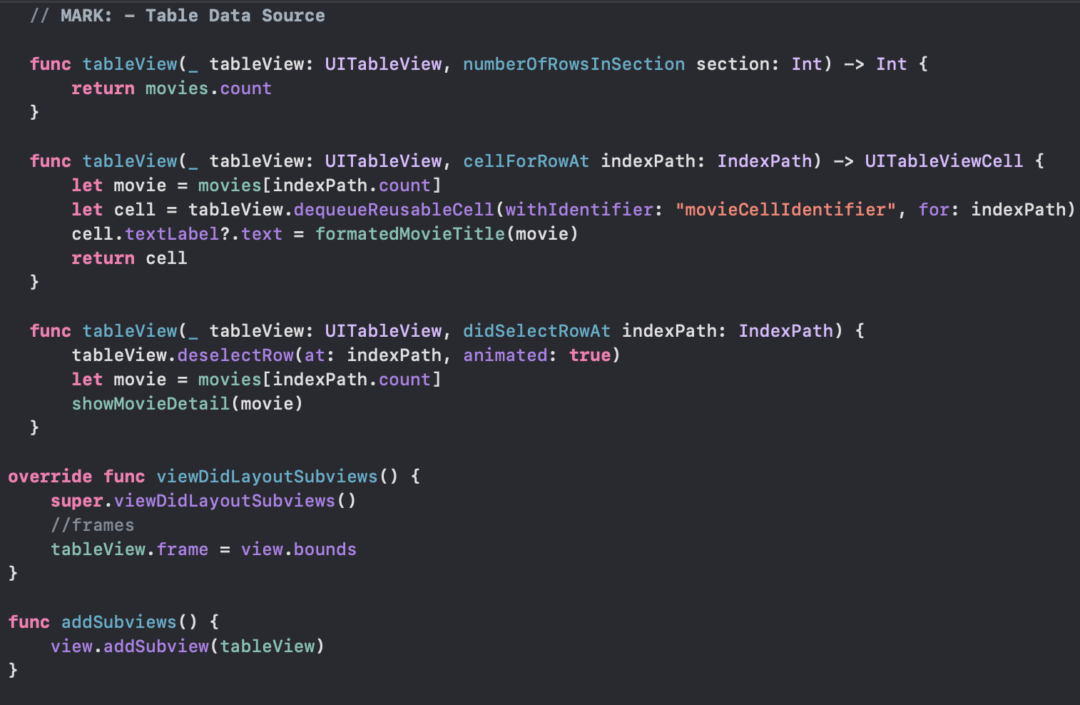 // MARK: - Table Data Source
func tableView(_ tableView: UITableView, numberOfRowsInSection section: Int) -> Int {
return movies.count
}
func tableView(_ tableView: UITableView, cellForRowAt indexPath: IndexPath) -> UITableViewCell {
let movie = movies[indexPath.count]
let cell = tableView.dequeueReusableCell(withIdentifier: "movieCellIdentifier", for: indexPath)
cell.textLabel?.text = formatedMovieTitle(movie)
return cell
}
func tableView(_ tableView: UITableView, didSelectRowAt indexPath: IndexPath) {
tableView.deselectRow(at: indexPath, animated: true)
let movie = movies[indexPath.count]
showMovieDetail(movie)
}
override func viewDidLayoutSubviews() {
super.viewDidLayoutSubviews()
//frames
tableView.frame = view.bounds
}
func addSubviews() {
view.addSubview(tableView)
}